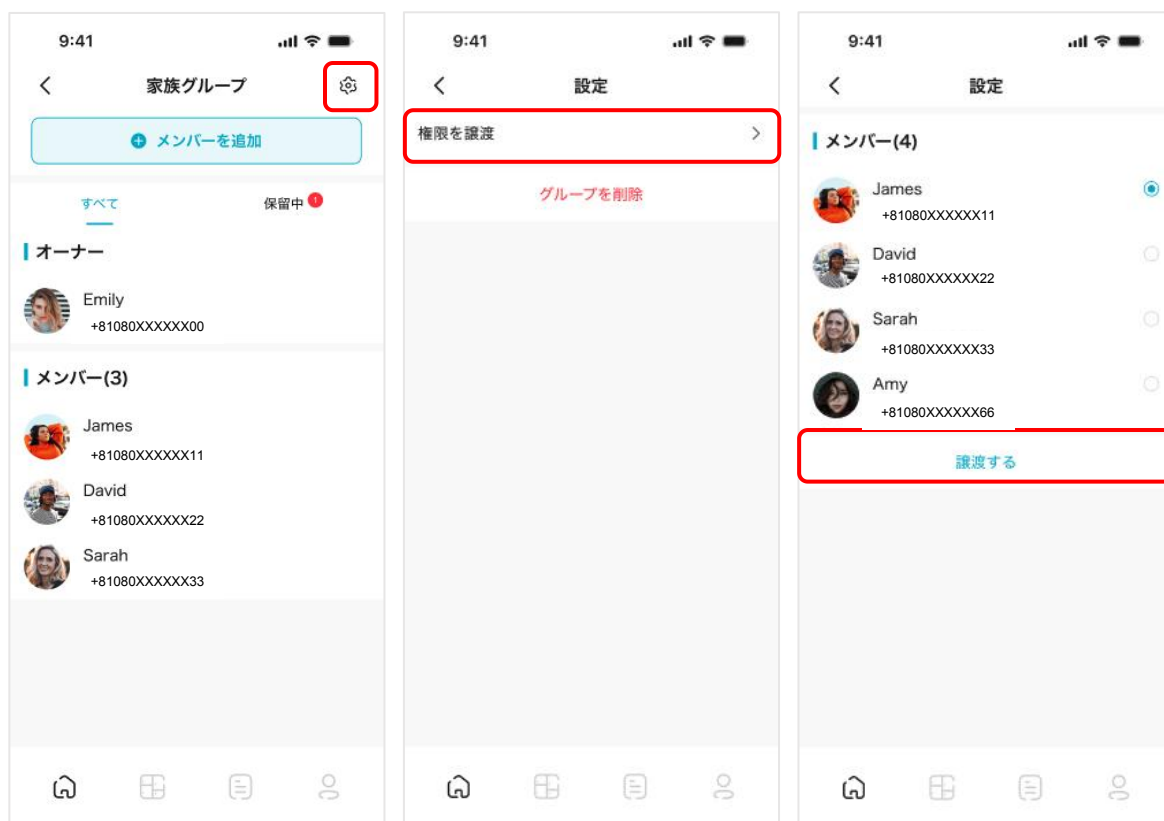 9:41
家族グループ
メンバーを追加
すべて
保留中 1
オーナー
Emily
+81080XXXXXX00
メンバー(3)
James
+81080XXXXXX11
David
+81080XXXXXX22
Sarah
+81080XXXXXX33
9:41
設定
権限を譲渡
グループを削除
9:41
設定
メンバー(4)
James
+81080XXXXXX11
David
+81080XXXXXX22
Sarah
+81080XXXXXX33
Amy
+81080XXXXXX66
譲渡する